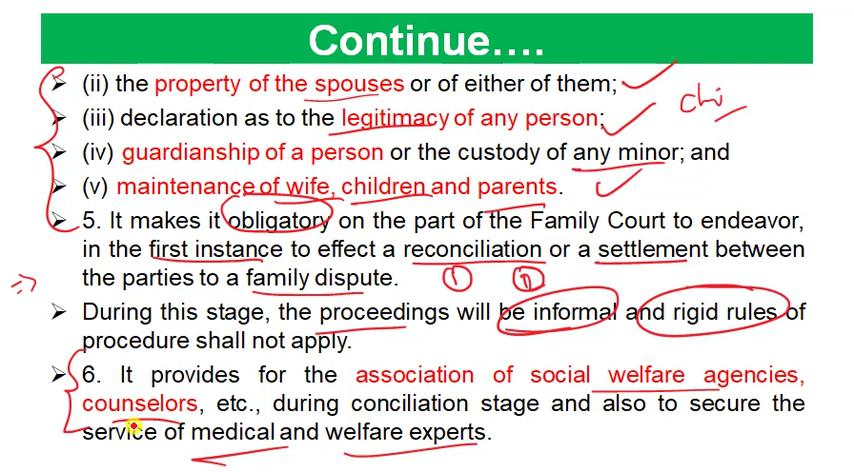 Continue....
➢ (ii) the property of the spouses or of either of them;
➢ (iii) declaration as to the legitimacy of any person;
➢ (iv) guardianship of a person or the custody of any minor; and
➢ (v) maintenance of wife, children and parents.
➢ 5. It makes it obligatory on the part of the Family Court to endeavor,
in the first instance to effect a reconciliation or a settlement between
the parties to a family dispute.
➢ During this stage, the proceedings will be informal and rigid rules of
procedure shall not apply.
➢ 6. It provides for the association of social welfare agencies,
counselors, etc., during conciliation stage and also to secure the
service of medical and welfare experts.